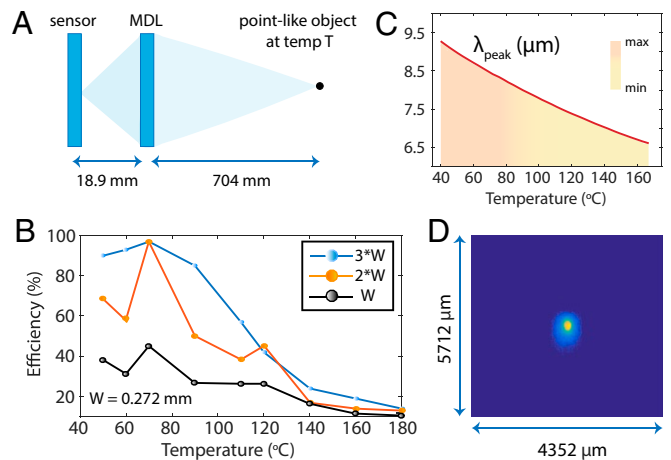 A
sensor MDL point-like object
at temp T
18.9 mm 704 mm
B
Efficiency (%)
100
80
60
40
20
3*W
2*W
W
W = 0.272 mm
40 60 80 100 120 140 160 180
Temperature (ºC)
C
λpeak (μm)
9.5
8.5
7.5
6.5
max
min
40 60 80 100 120 140 160
Temperature (ºC)
D
5712 μm
4352 μm